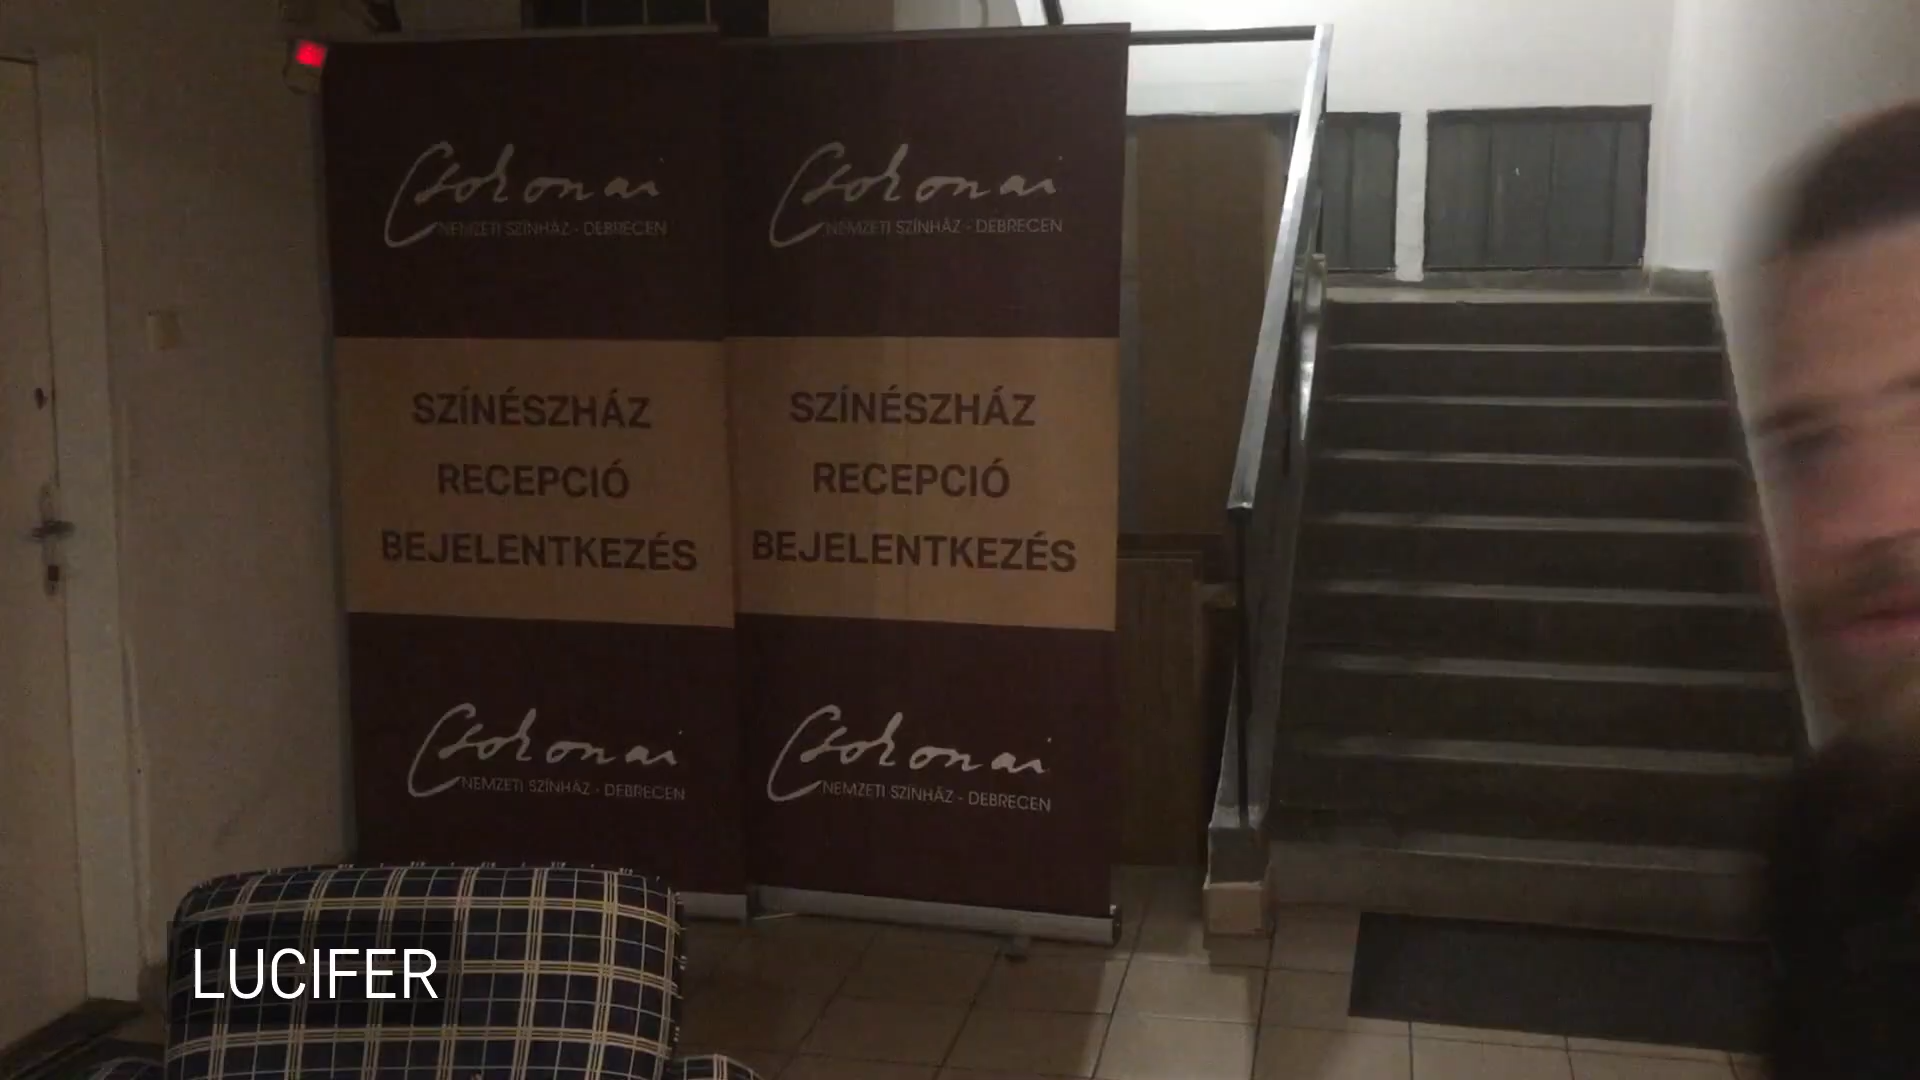 Csokonai
NEMZETI SZÍNHÁZ - DEBRECEN
SZÍNÉSZHÁZ
RECEPCIÓ
BEJELENTKEZÉS
Csokonai
NEMZETI SZÍNHÁZ - DEBRECEN
Csokonai
NEMZETI SZÍNHÁZ - DEBRECEN
SZÍNÉSZHÁZ
RECEPCIÓ
BEJELENTKEZÉS
Csokonai
NEMZETI SZÍNHÁZ - DEBRECEN
LUCIFER